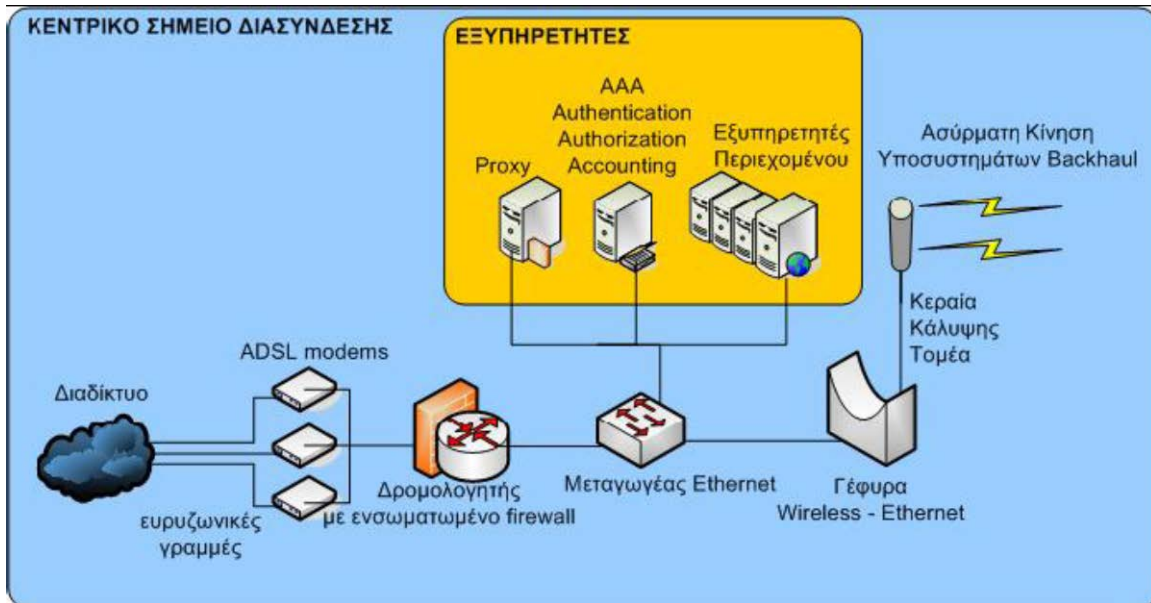 ΚΕΝΤΡΙΚΟ ΣΗΜΕΙΟ ΔΙΑΣΥΝΔΕΣΗΣ
ΕΞΥΠΗΡΕΤΗΤΕΣ
Proxy
AAA
Authentication
Authorization
Accounting
Εξυπηρετητές
Περιεχομένου
Ασύρματη Κίνηση
Υποσυστημάτων Backhaul
Κεραία
Κάλυψης
Τομέα
ADSL modems
Διαδίκτυο
ευρυζωνικές
γραμμές
Δρομολογητής
με ενσωματωμένο firewall
Μεταγωγέας Ethernet
Γέφυρα
Wireless - Ethernet